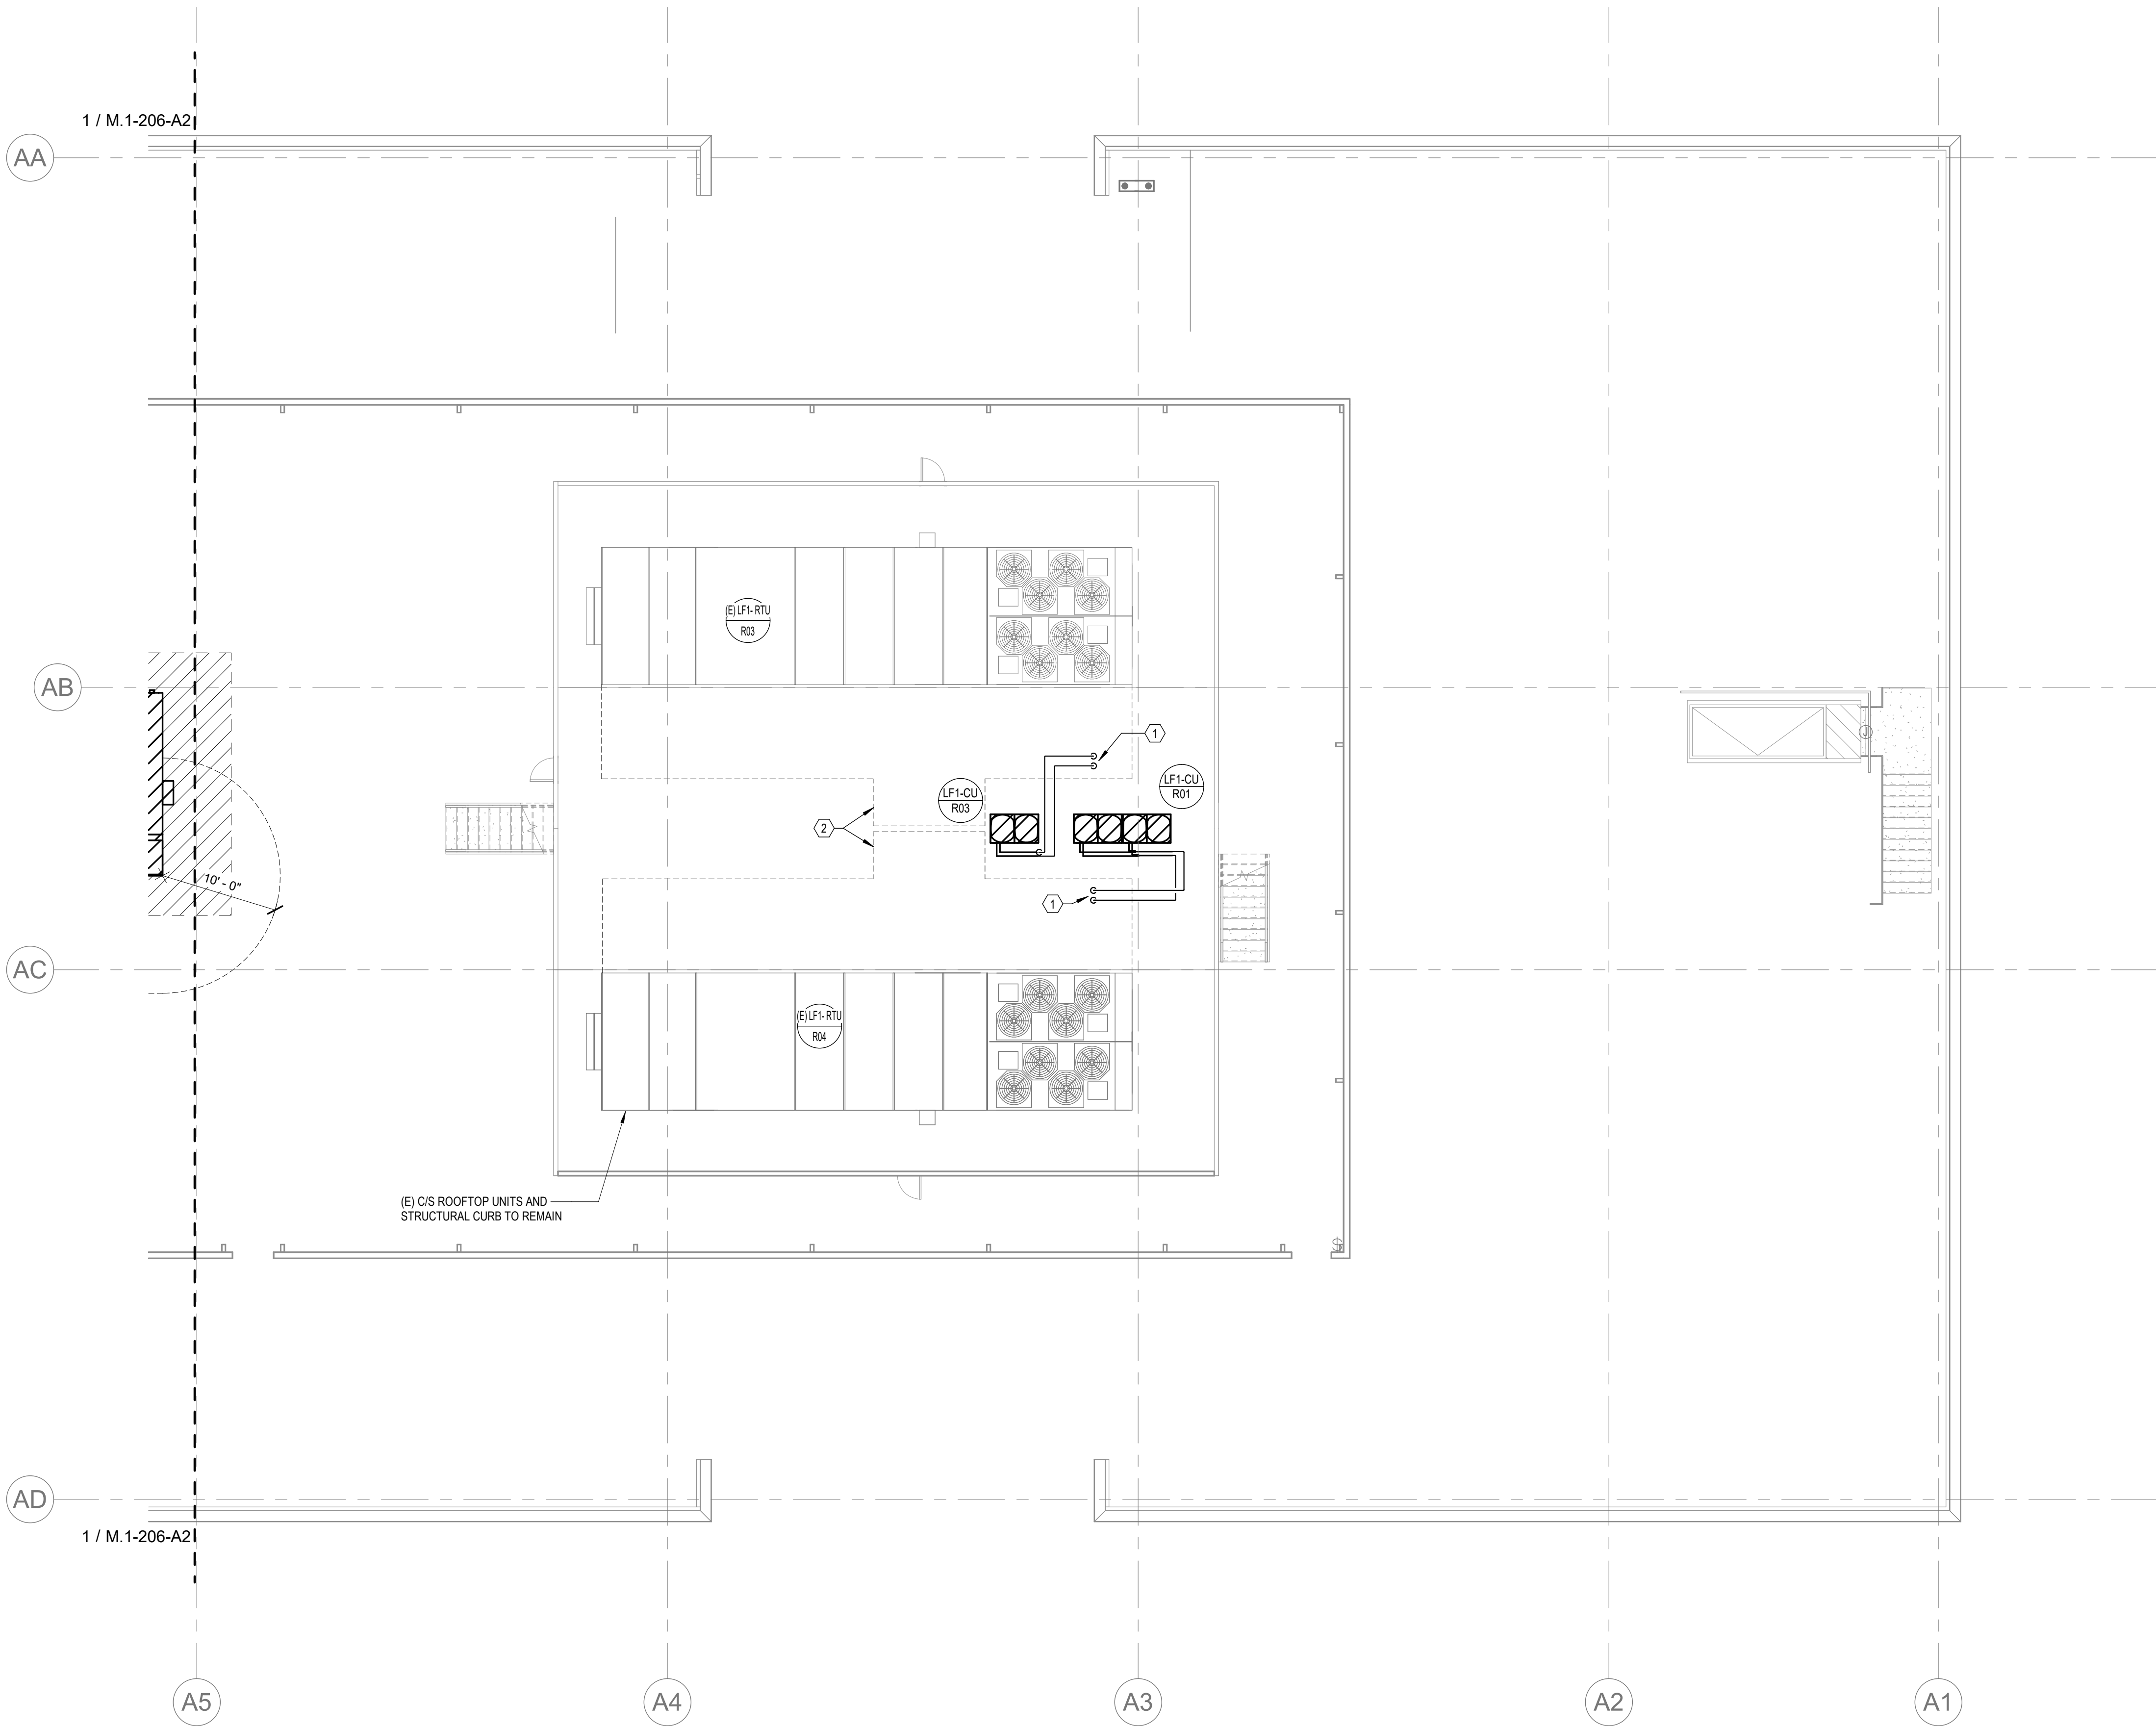 1 / M.1-206-A2
AA
(E) LF1- RTU
R03
AB
1
J
LF1-CU
R03
LF1-CU
R01
2
10' - 0"
1
AC
(E) LF1- RTU
R04
(E) C/S ROOFTOP UNITS AND
STRUCTURAL CURB TO REMAIN
S
AD
1 / M.1-206-A2
A5
A4
A3
A2
A1